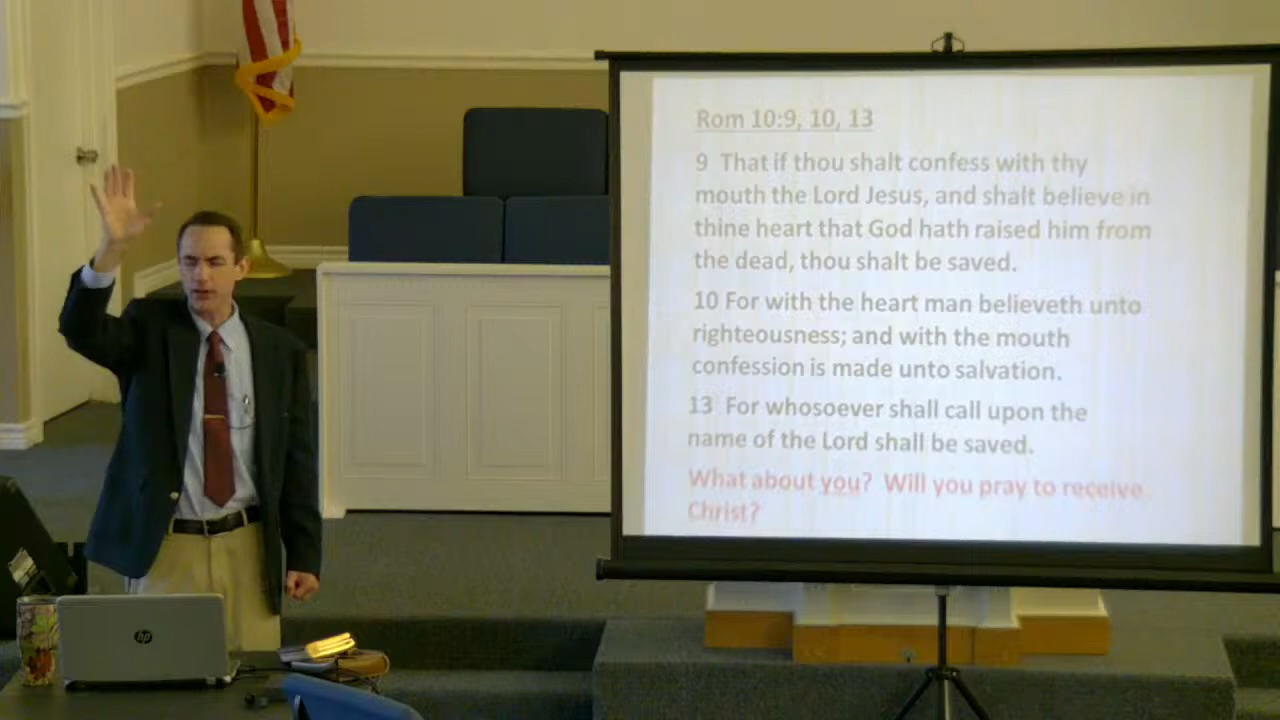 Rom 10:9, 10, 13
9 That if thou shalt confess with thy
mouth the Lord Jesus, and shalt believe in
thine heart that God hath raised him from
the dead, thou shalt be saved.
10 For with the heart man believeth unto
righteousness; and with the mouth
confession is made unto salvation.
13 For whosoever shall call upon the
name of the Lord shall be saved.
What about you? Will you pray to receive
Christ?
hp